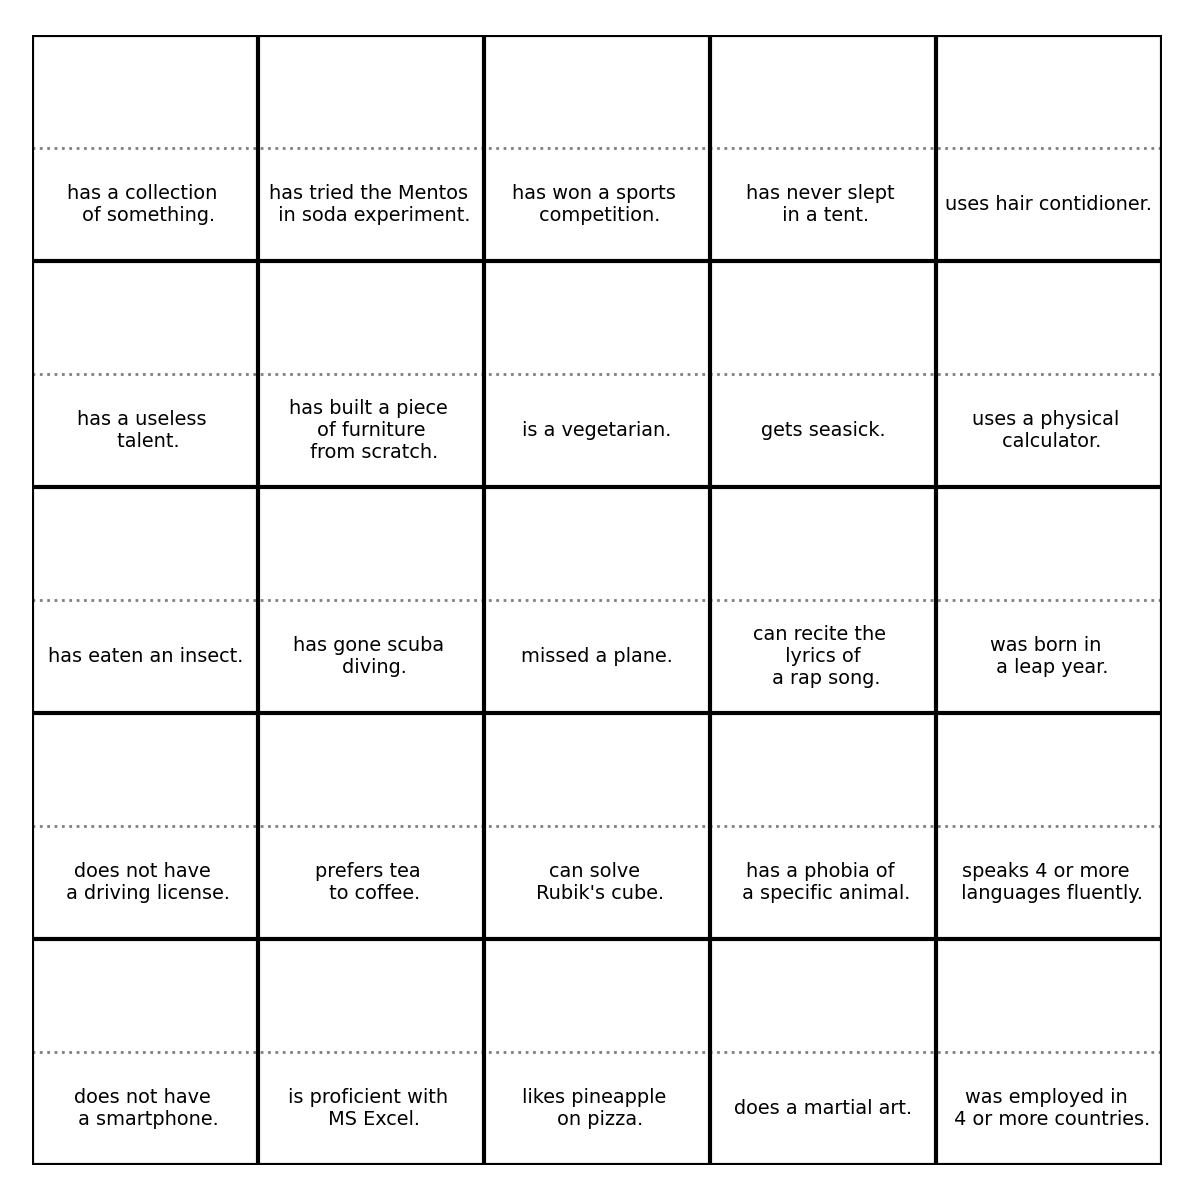 has a collection
of something.
has tried the Mentos
in soda experiment.
has won a sports
competition.
has never slept
in a tent.
uses hair contidioner.
has a useless
talent.
has built a piece
of furniture
from scratch.
is a vegetarian.
gets seasick.
uses a physical
calculator.
has eaten an insect.
has gone scuba
diving.
missed a plane.
can recite the
lyrics of
a rap song.
was born in
a leap year.
does not have
a driving license.
prefers tea
to coffee.
can solve
Rubik's cube.
has a phobia of
a specific animal.
speaks 4 or more
languages fluently.
does not have
a smartphone.
is proficient with
MS Excel.
likes pineapple
on pizza.
does a martial art.
was employed in
4 or more countries.